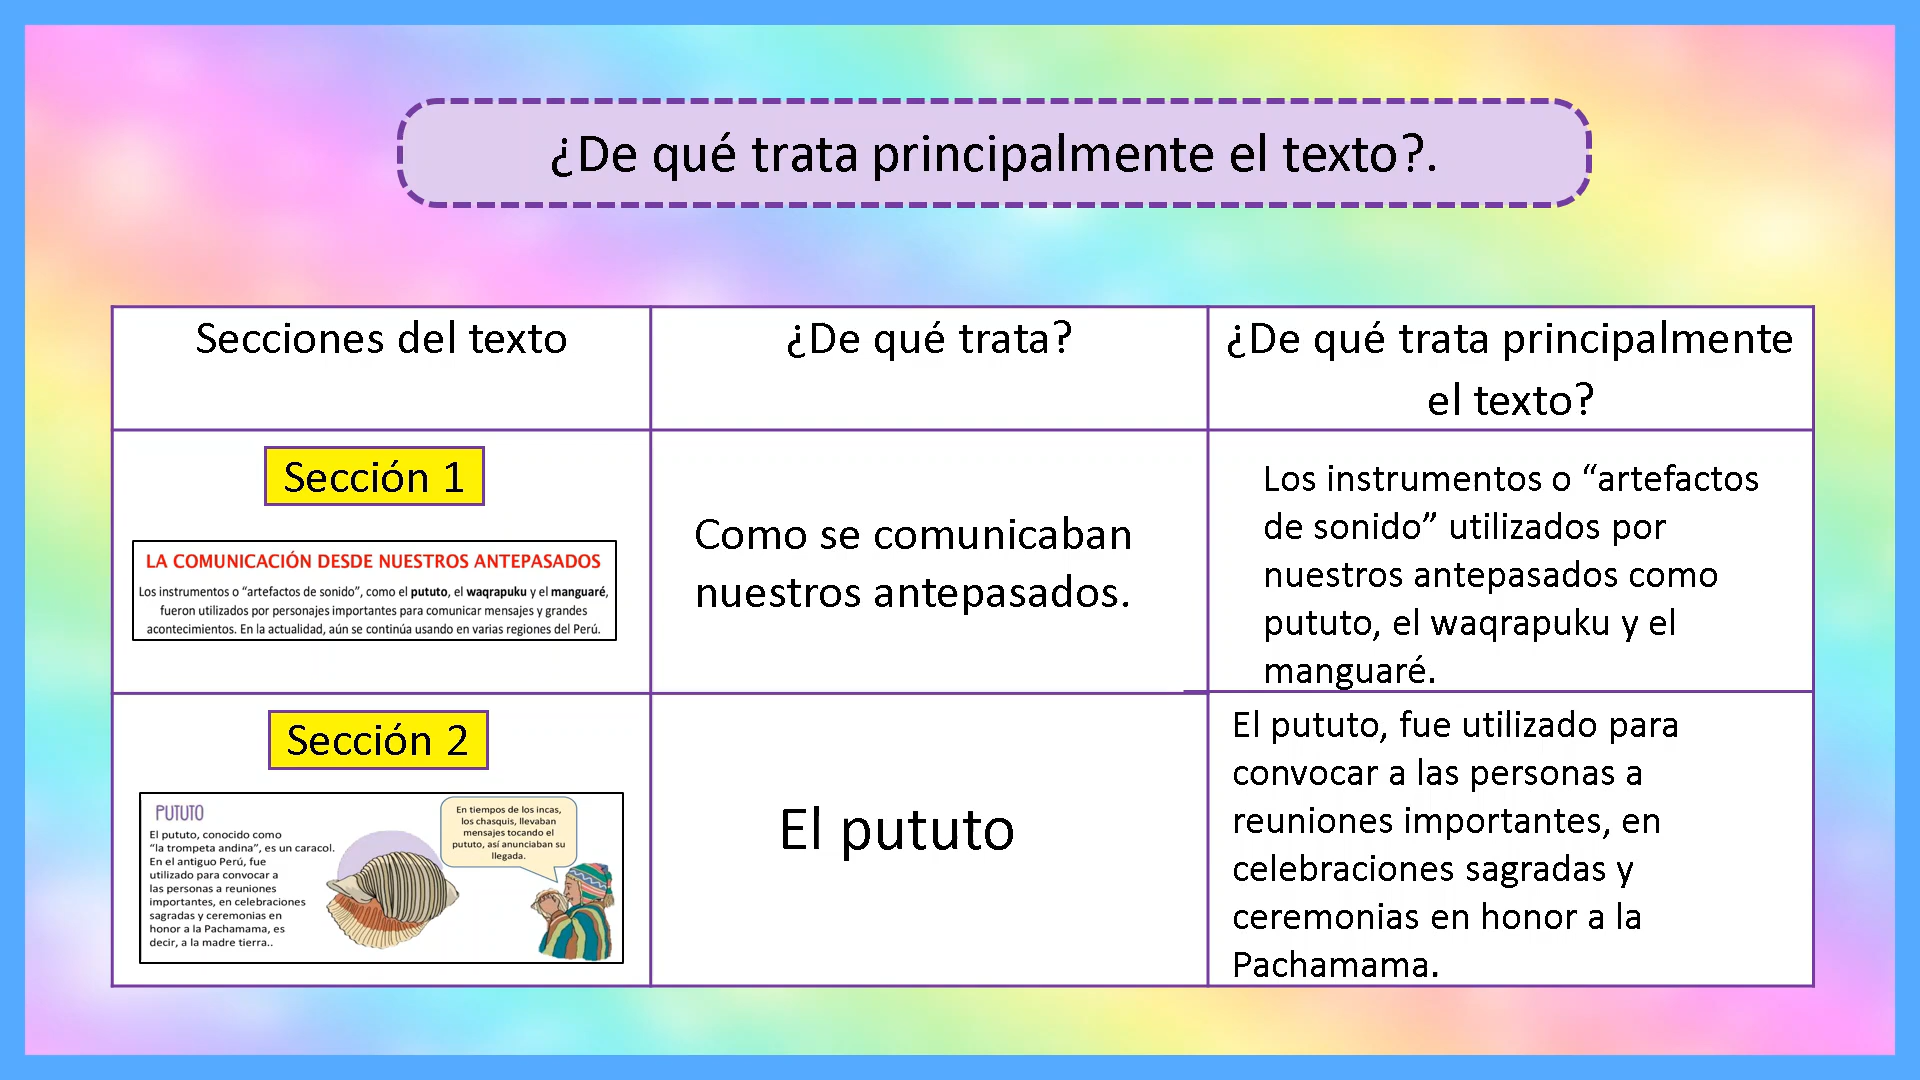 ¿De qué trata principalmente el texto?.
Secciones del texto
¿De qué trata?
¿De qué trata principalmente
el texto?
Sección 1
LA COMUNICACIÓN DESDE NUESTROS ANTEPASADOS
Los instrumentos o “artefactos de sonido”, como el pututo, el waqrapuku y el manguaré,
fueron utilizados por personajes importantes para comunicar mensajes y grandes
acontecimientos. En la actualidad, aún se continúa usando en varias regiones del Perú.
Como se comunicaban
nuestros antepasados.
Los instrumentos o “artefactos
de sonido” utilizados por
nuestros antepasados como
pututo, el waqrapuku y el
manguaré.
Sección 2
PUTUTO
El pututo, conocido como
“la trompeta andina”, es un caracol.
En el antiguo Perú, fue
utilizado para convocar a
las personas a reuniones
importantes, en celebraciones
sagradas y ceremonias en
honor a la Pachamama, es
decir, a la madre tierra..
En tiempos de los incas,
los chasquis, llevaban
mensajes tocando el
pututo, así anunciaban su
llegada.
El pututo
El pututo, fue utilizado para
convocar a las personas a
reuniones importantes, en
celebraciones sagradas y
ceremonias en honor a la
Pachamama.